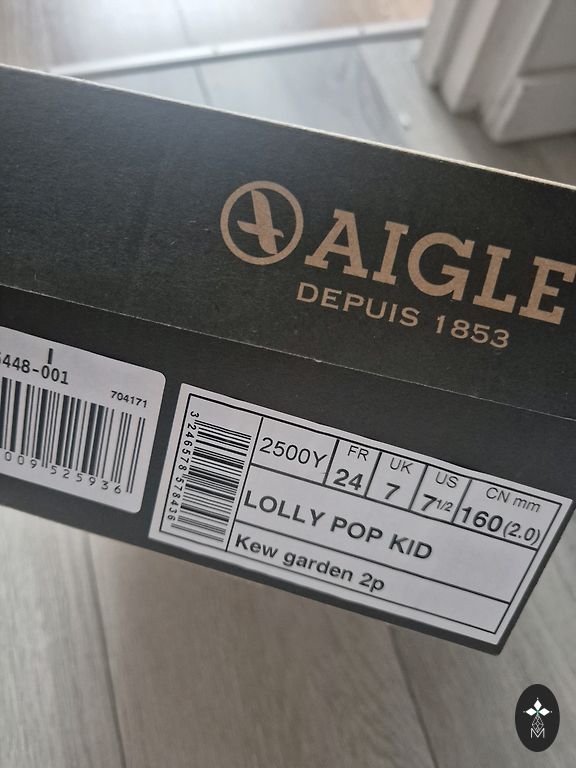 AIGLE
DEPUIS 1853
448-001
704171
009525936
3246578578436
2500Y
FR
24
UK
7
US
7 1/2
CN mm
160(2.0)
LOLLY POP KID
Kew garden 2p
M